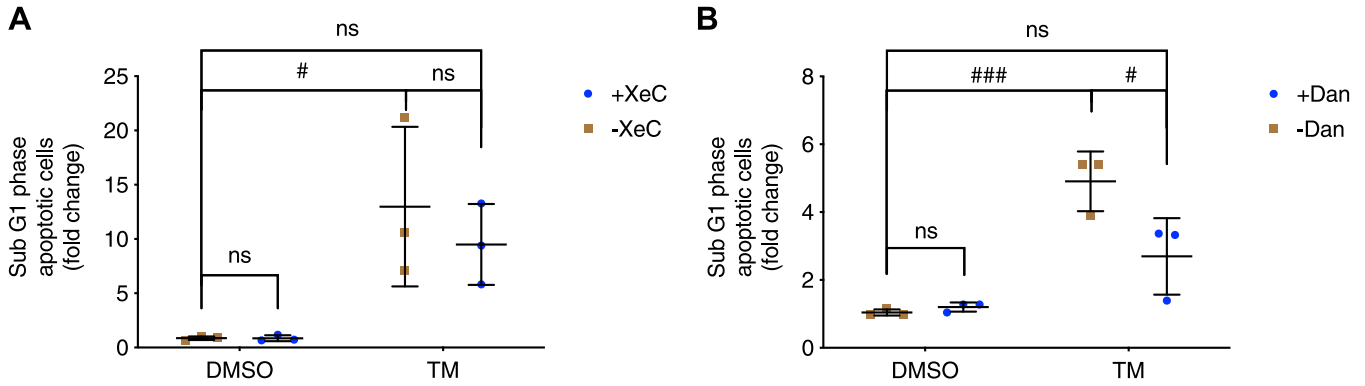 A
ns
#
ns
ns
25
20
15
10
5
0
Sub G1 phase
apoptotic cells
(fold change)
DMSO
TM
+XeC
-XeC
B
ns
###
#
ns
8
6
4
2
0
Sub G1 phase
apoptotic cells
(fold change)
DMSO
TM
+Dan
-Dan